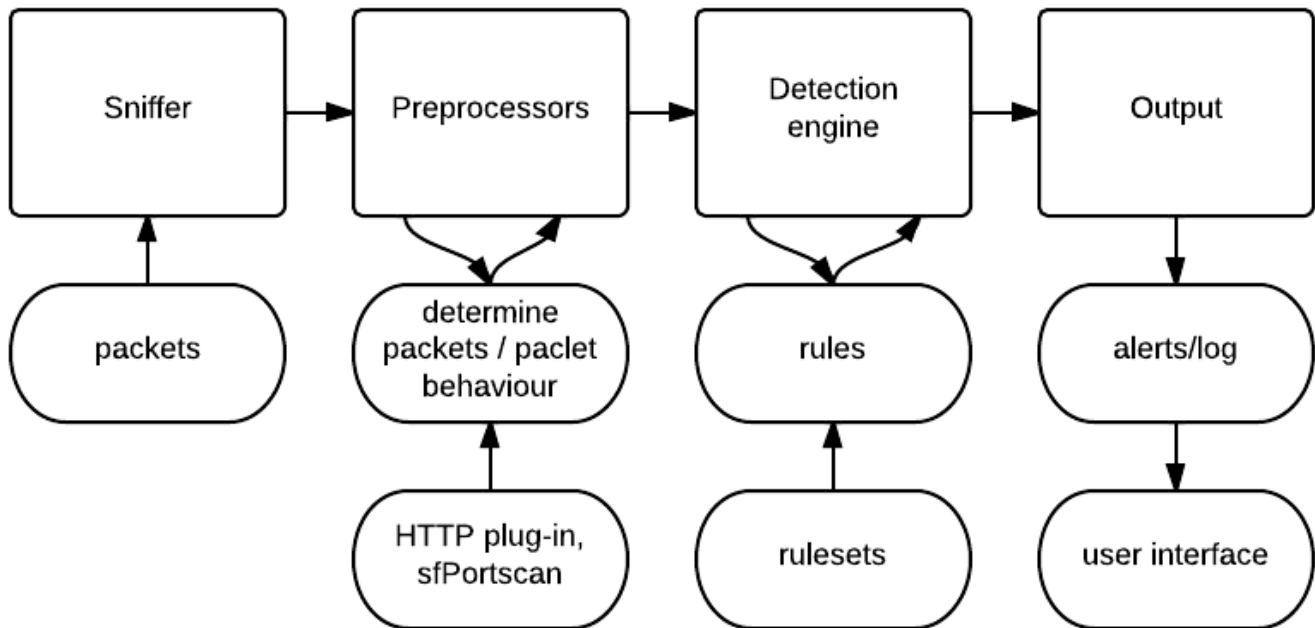 Sniffer
Preprocessors
Detection
engine
Output
packets
determine
packets / paclet
behaviour
rules
alerts/log
HTTP plug-in,
sfPortscan
rulesets
user interface